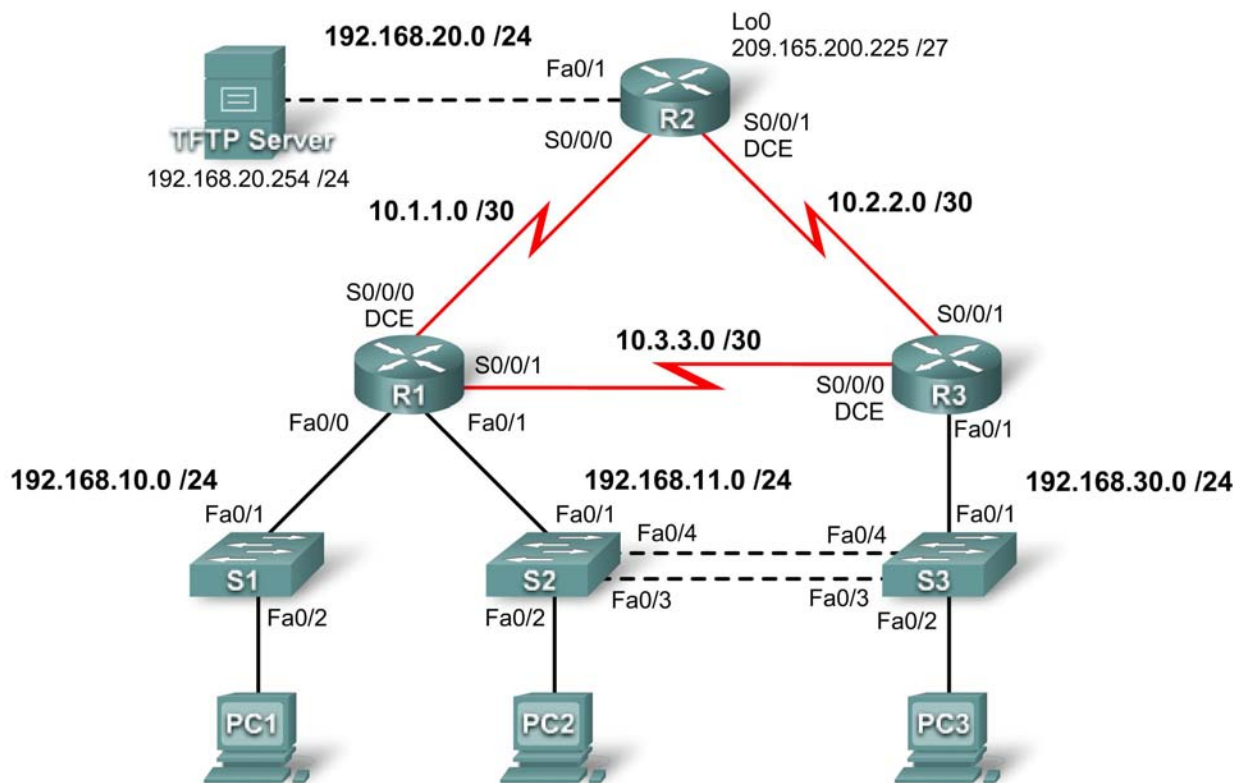 Lo0
209.165.200.225 /27
192.168.20.0 /24
Fa0/1
R2
TFTP Server
192.168.20.254 /24
S0/0/0
S0/0/1
DCE
10.1.1.0 /30
10.2.2.0 /30
S0/0/0
DCE
S0/0/1
10.3.3.0 /30
S0/0/1
R1
S0/0/0
DCE
R3
Fa0/0
Fa0/1
Fa0/1
192.168.10.0 /24
192.168.11.0 /24
192.168.30.0 /24
Fa0/1
Fa0/1
Fa0/1
Fa0/4
Fa0/4
S1
S2
S3
Fa0/3
Fa0/3
Fa0/2
Fa0/2
Fa0/2
PC1
PC2
PC3